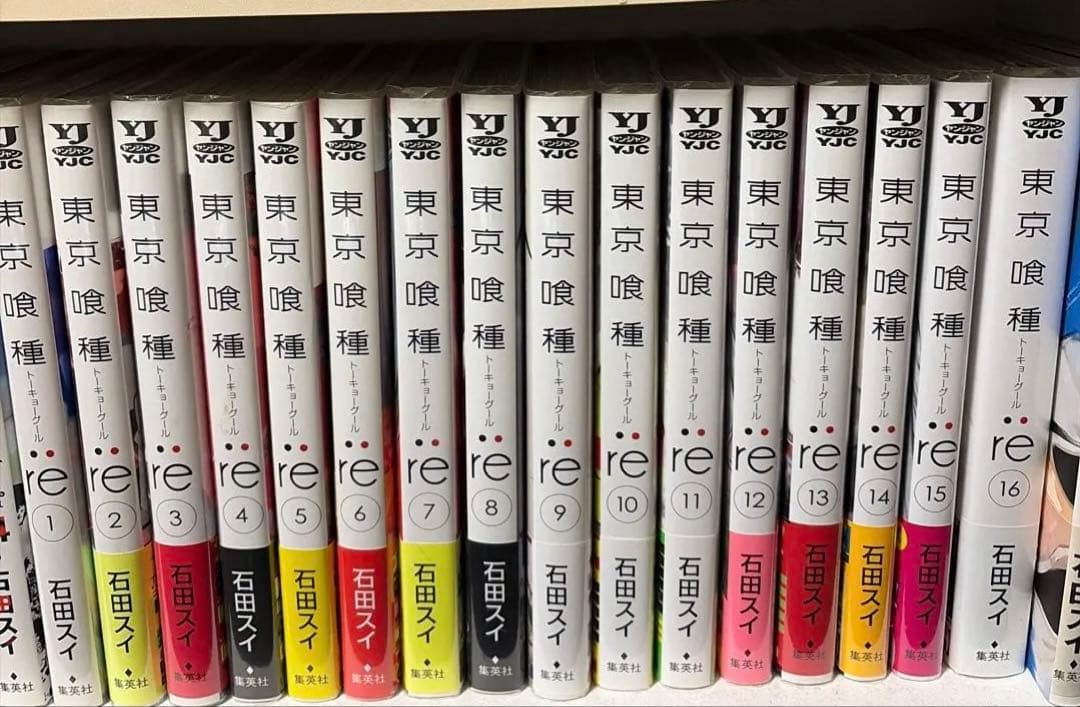 YJ
ヤンジャン
YJC
東京喰種
トーキョーグール
:re
1
石田スイ
集英社
YJ
ヤンジャン
YJC
東京喰種
トーキョーグール
:re
2
石田スイ
集英社
YJ
ヤンジャン
YJC
東京喰種
トーキョーグール
:re
3
石田スイ
集英社
YJ
ヤンジャン
YJC
東京喰種
トーキョーグール
:re
4
石田スイ
集英社
YJ
ヤンジャン
YJC
東京喰種
トーキョーグール
:re
5
石田スイ
集英社
YJ
ヤンジャン
YJC
東京喰種
トーキョーグール
:re
6
石田スイ
集英社
YJ
ヤンジャン
YJC
東京喰種
トーキョーグール
:re
7
石田スイ
集英社
YJ
ヤンジャン
YJC
東京喰種
トーキョーグール
:re
8
石田スイ
集英社
YJ
ヤンジャン
YJC
東京喰種
トーキョーグール
:re
9
石田スイ
集英社
YJ
ヤンジャン
YJC
東京喰種
トーキョーグール
:re
10
石田スイ
集英社
YJ
ヤンジャン
YJC
東京喰種
トーキョーグール
:re
11
石田スイ
集英社
YJ
ヤンジャン
YJC
東京喰種
トーキョーグール
:re
12
石田スイ
集英社
YJ
ヤンジャン
YJC
東京喰種
トーキョーグール
:re
13
石田スイ
集英社
YJ
ヤンジャン
YJC
東京喰種
トーキョーグール
:re
14
石田スイ
集英社
YJ
ヤンジャン
YJC
東京喰種
トーキョーグール
:re
15
石田スイ
集英社
YJ
ヤンジャン
YJC
東京喰種
トーキョーグール
:re
16
石田スイ
集英社